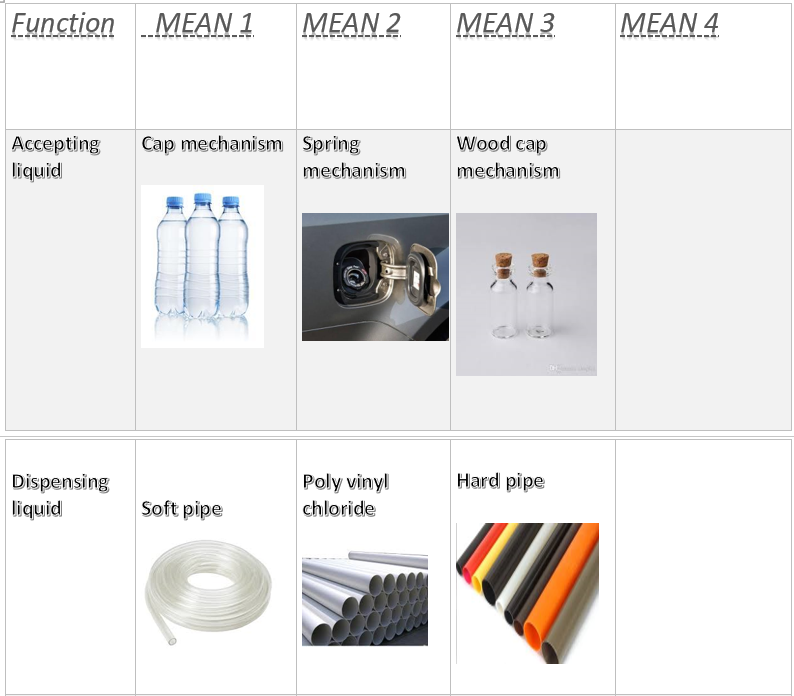 Function MEAN 1 MEAN 2 MEAN 3 MEAN 4
Accepting
liquid
Cap mechanism
Spring
mechanism
Wood cap
mechanism
Dispensing
liquid
Soft pipe
Poly vinyl
chloride
Hard pipe